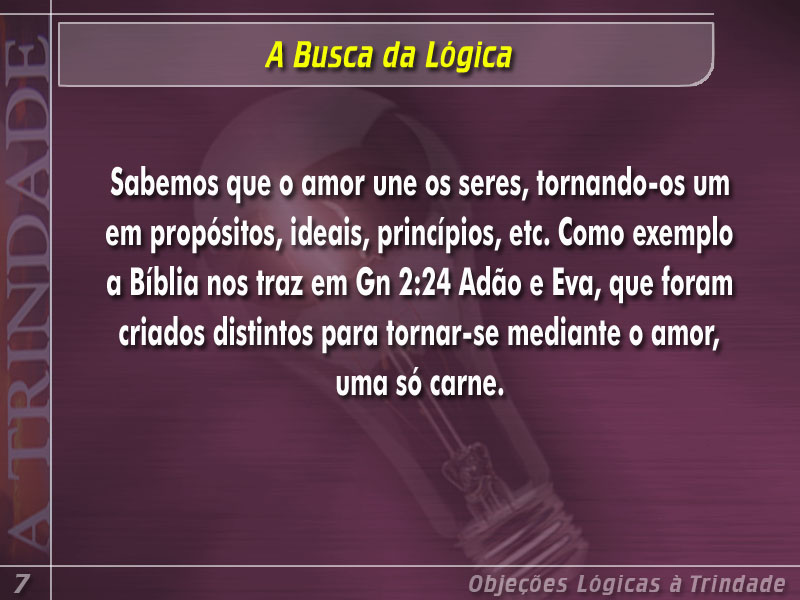 A Busca da Lógica
Sabemos que o amor une os seres, tornando-os um
em propósitos, ideais, princípios, etc. Como exemplo
a Bíblia nos traz em Gn 2:24 Adão e Eva, que foram
criados distintos para tornar-se mediante o amor,
uma só carne.
A TRINDADE
7
Objeções Lógicas à Trindade